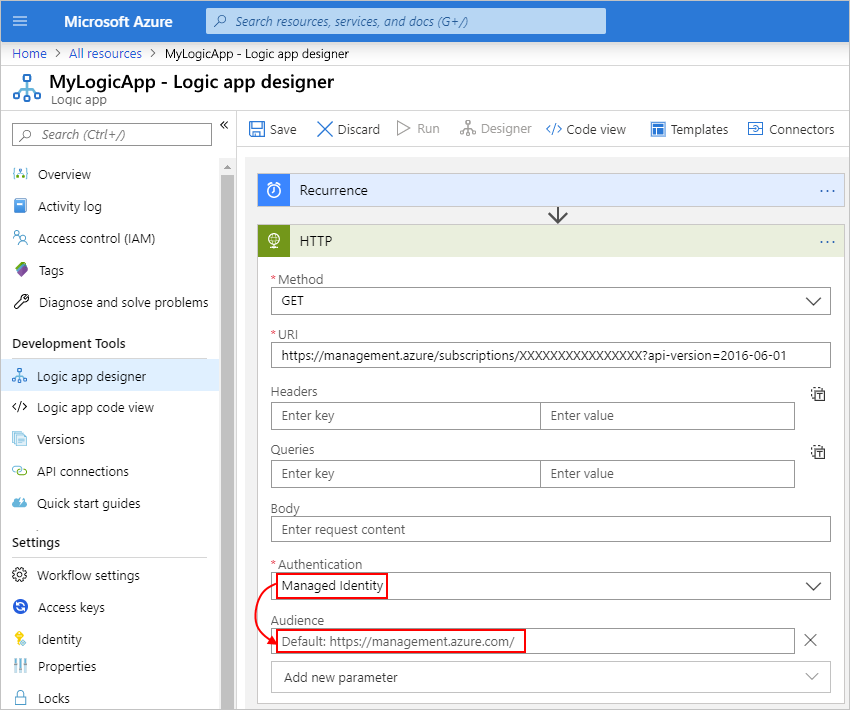 Microsoft Azure
Search resources, services, and docs (G+/)
Home > All resources > MyLogicApp - Logic app designer
MyLogicApp - Logic app designer
Logic app
Search (Ctrl+/)
«
Overview
Activity log
Access control (IAM)
Tags
Diagnose and solve problems
Development Tools
Logic app designer
Logic app code view
Versions
API connections
Quick start guides
Settings
Workflow settings
Access keys
Identity
Properties
Locks
Save Discard Run Designer </> Code view Templates Connectors
Recurrence ...
HTTP ...
* Method
GET
* URI
https://management.azure/subscriptions/XXXXXXXXXXXXXXXX?api-version=2016-06-01
Headers
Enter key Enter value
Queries
Enter key Enter value
Body
Enter request content
* Authentication
Managed Identity
Audience
Default: https://management.azure.com/
Add new parameter